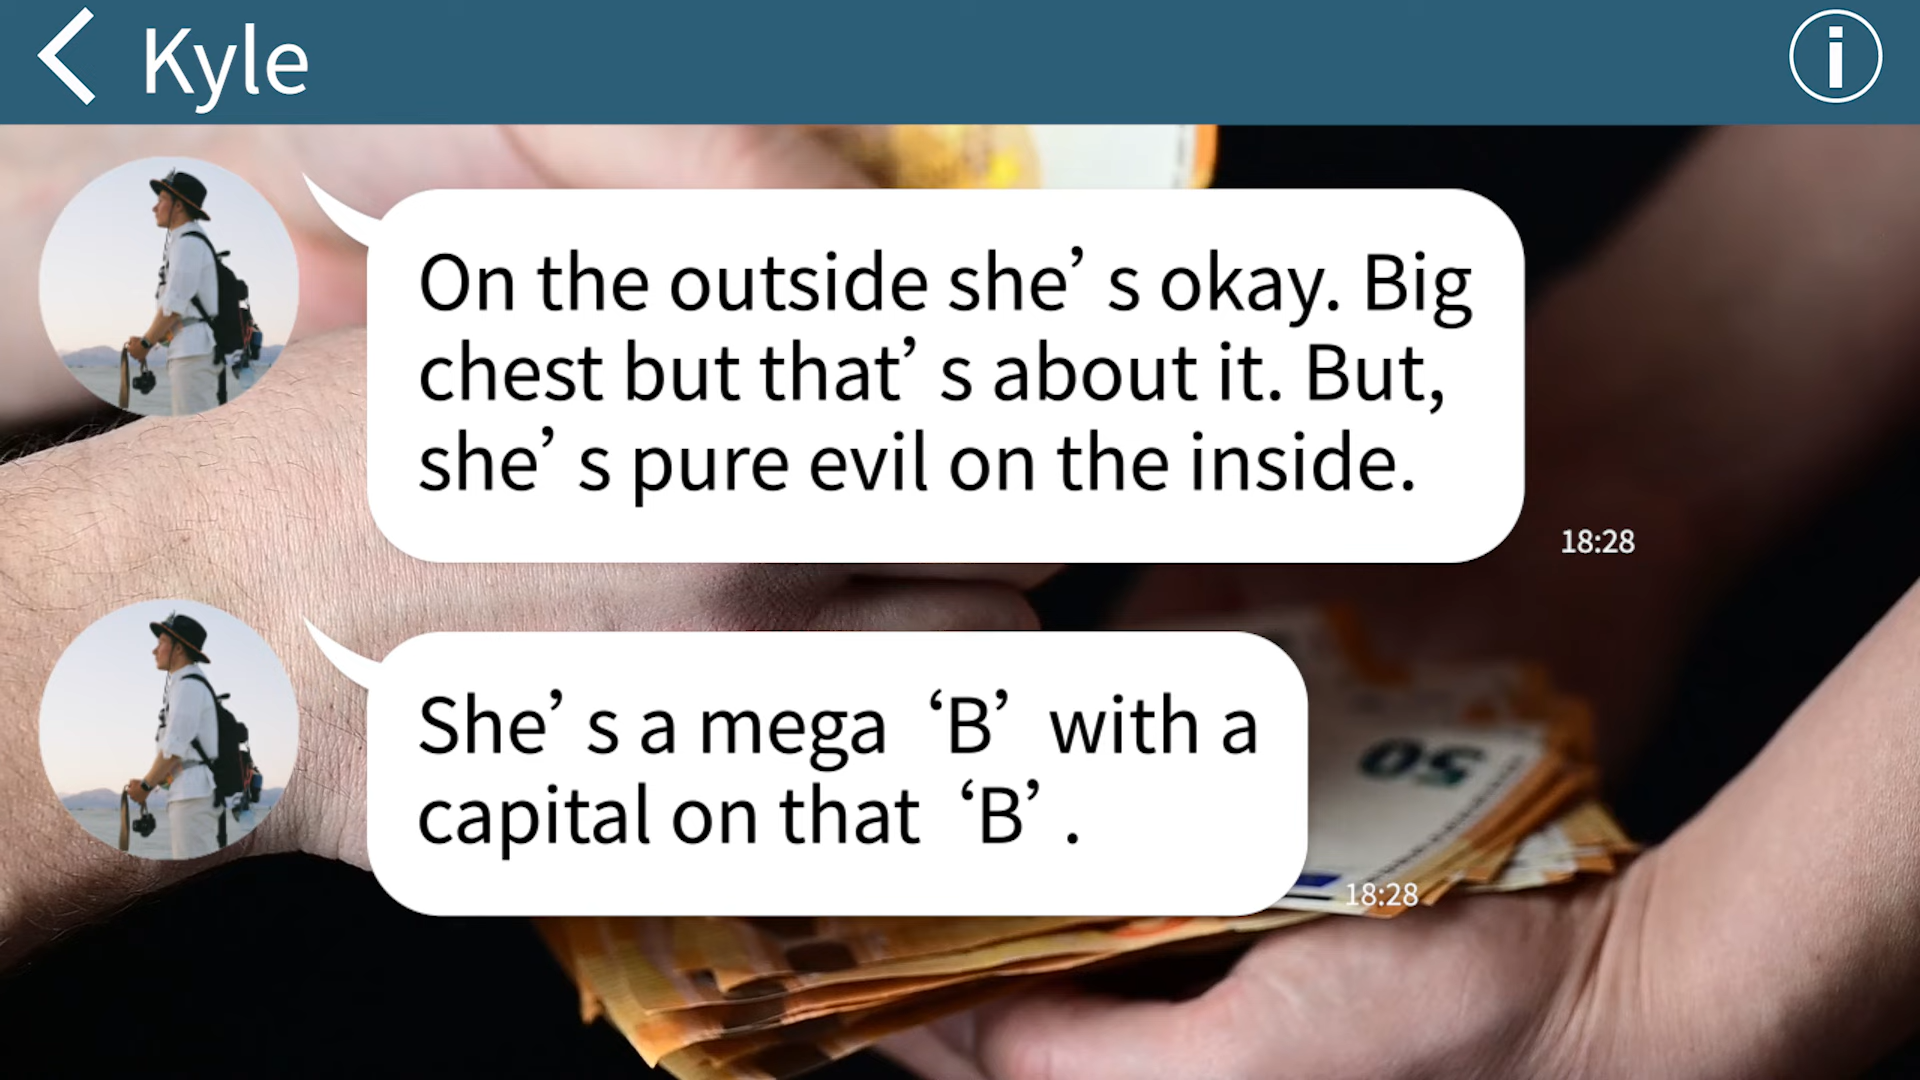 Kyle
On the outside she’s okay. Big
chest but that’s about it. But,
she’s pure evil on the inside.
18:28
She’s a mega ‘B’ with a
capital on that ‘B’.
18:28
50